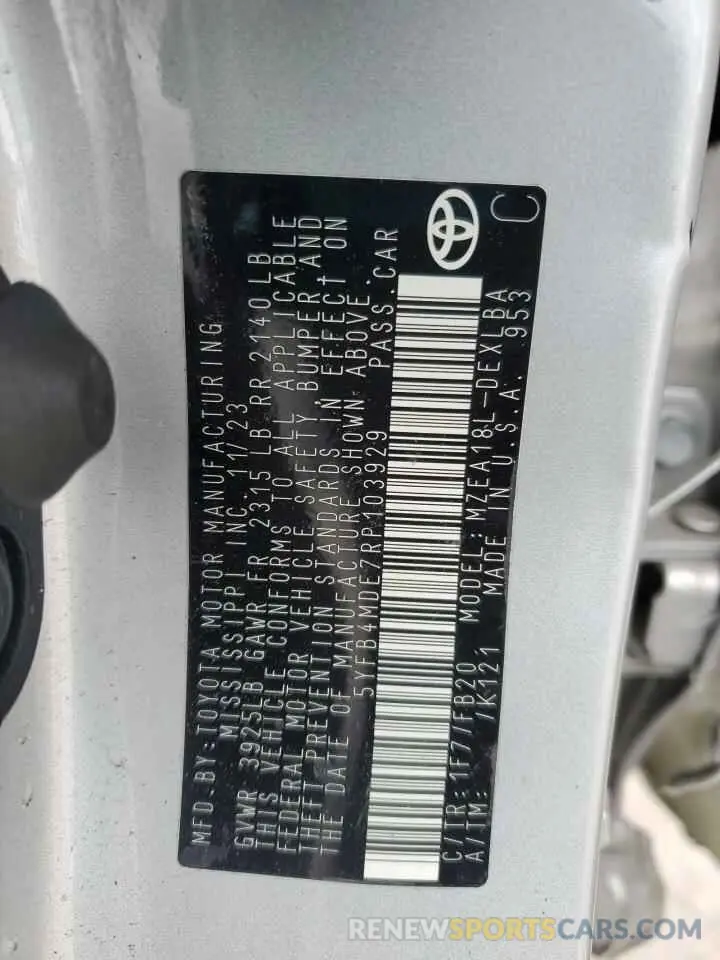 MFD.BY:TOYOTA MOTOR MANUFACTURING,
MISSISSIPPI INC. 11/23
GVWR 3925LB GAWR FR 2315 LB RR 2140 LB
THIS VEHICLE CONFORMS TO ALL APPLICABLE
FEDERAL MOTOR VEHICLE SAFETY BUMPER AND
THEFT PREVENTION STANDARDS IN EFFECT ON
THE DATE OF MANUFACTURE SHOWN ABOVE.
5YFB4MDE7RP103929 PASS.CAR
C/TR:1F7/FB20 MODEL:MZEA18L-DEXLBA
A/TM: /K121 MADE IN U.S.A. 953
C
RENEWSPORTSCARS.COM